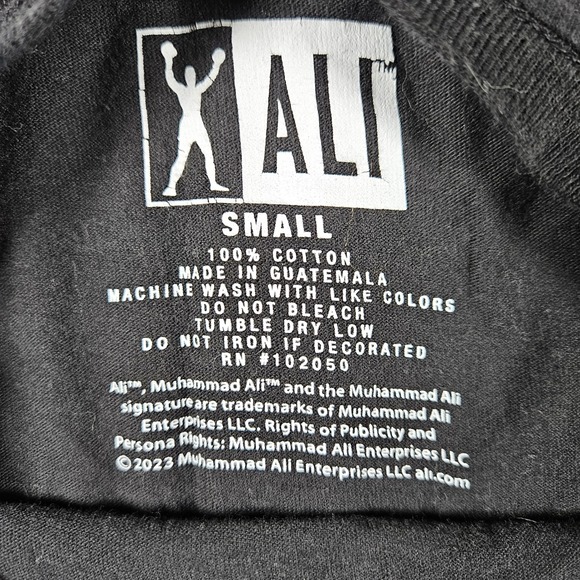 ALI
SMALL
100% COTTON
MADE IN GUATEMALA
MACHINE WASH WITH LIKE COLORS
DO NOT BLEACH
TUMBLE DRY LOW
DO NOT IRON IF DECORATED
RN #102050
Ali™, Muhammad Ali™ and the Muhammad Ali
signature are trademarks of Muhammad Ali
Enterprises LLC. Rights of Publicity and
Persona Rights: Muhammad Ali Enterprises LLC
©2023 Muhammad Ali Enterprises LLC ali.com